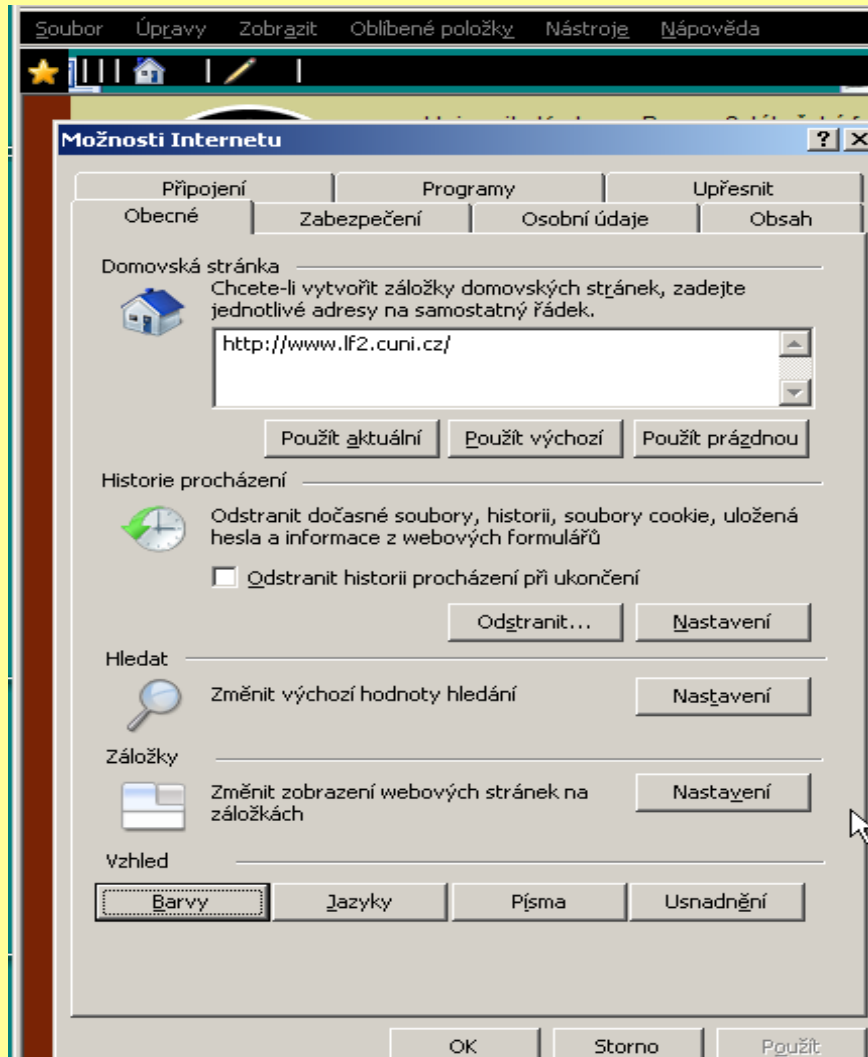 Soubor Úpravy Zobrazit Oblíbené položky Nástroje Nápověda
Možnosti Internetu
Připojení Programy Upřesnit
Obecné Zabezpečení Osobní údaje Obsah
Domovská stránka
Chcete-li vytvořit záložky domovských stránek, zadejte
jednotlivé adresy na samostatný řádek.
http://www.lf2.cuni.cz/
Použít aktuální Použít výchozí Použít prázdnou
Historie procházení
Odstranit dočasné soubory, historii, soubory cookie, uložená
hesla a informace z webových formulářů
Odstranit historii procházení při ukončení
Odstranit... Nastavení
Hledat
Změnit výchozí hodnoty hledání Nastavení
Záložky
Změnit zobrazení webových stránek na
záložkách
Nastavení
Vzhled
Barvy Jazyky Písma Usnadnění
OK Storno Použít